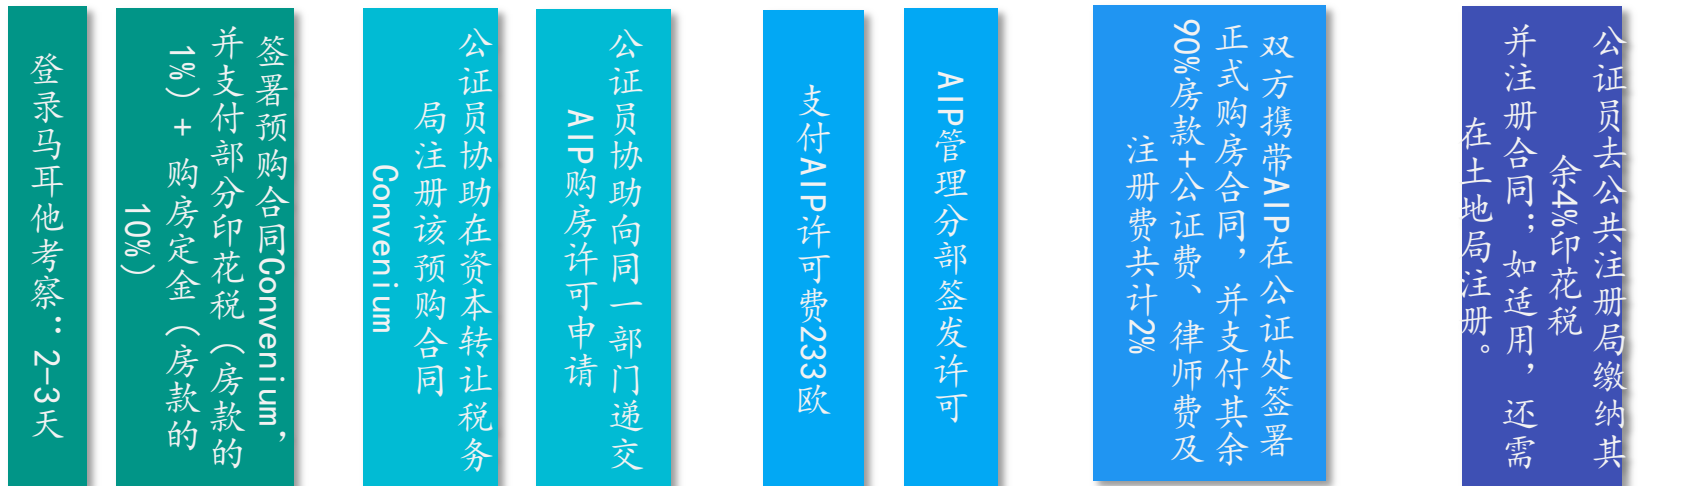 登录马耳他考察：2-3天
签署预购合同Convenium，
并支付部分印花税（房款的
1%）+ 购房定金（房款的
10%）
公证员协助在资本转让税务
局注册该预购合同
Convenium
公证员协助向同一部门递交
AIP购房许可申请
支付AIP许可费233欧
AIP管理分部签发许可
双方携带AIP在公证处签署
正式购房合同，并支付其余
90%房款+公证费、律师费及
注册费共计2%
公证员去公共注册局缴纳其
余4%印花税
并注册合同；如适用，还需
在土地局注册。